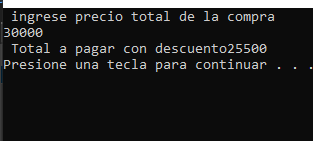 ingrese precio total de la compra
30000
Total a pagar con descuento25500
Presione una tecla para continuar . . .